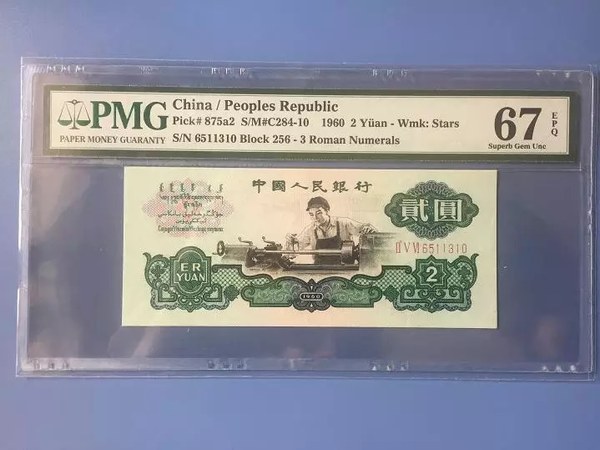 PMG
PAPER MONEY GUARANTY
China / Peoples Republic
Pick# 875a2 S/M#C284-10 1960 2 Yüan - Wmk: Stars
S/N 6511310 Block 256 - 3 Roman Numerals
67 EPQ
Superb Gem Unc
中國人民銀行
貳圓
ⅡⅤⅥ6511310
ER
YUAN
2
1960